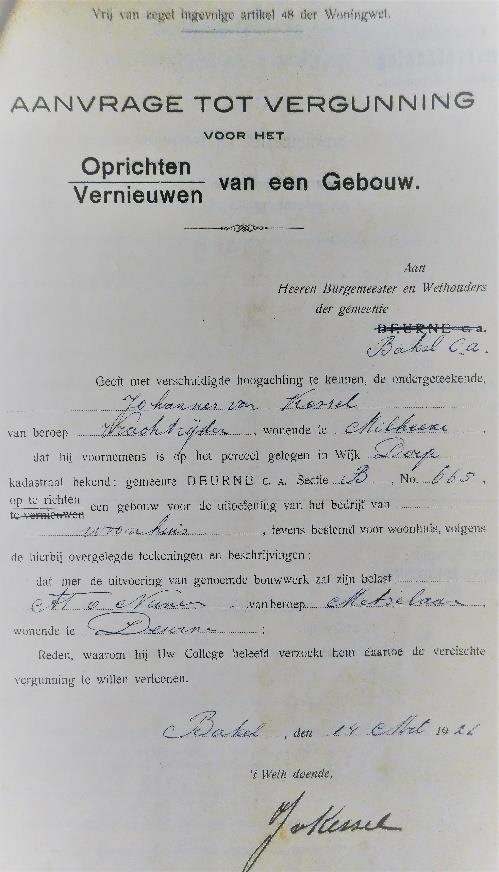 Vrij van zegel ingevolge artikel 48 der Woningwet.
AANVRAGE TOT VERGUNNING
VOOR HET
Oprichten
Vernieuwen van een Gebouw.
Aan
Heeren Burgemeester en Wethouders
der gemeente
DEURNE c. a.
Bakel C.a.
Geeft met verschuldigde hoogachting te kennen, de ondergeteekende,
Johannes van Kessel
van beroep Vrachtrijder, wonende te Milheeze
dat hij voornemens is op het perceel gelegen in Wijk Dorp
kadastraal bekend: gemeente DEURNE c. a. Sectie B, No. 665,
op te richten
te vernieuwen een gebouw voor de uitoefening van het bedrijf van
woonhuis, tevens bestemd voor woonhuis, volgens
de hierbij overgelegde teekeningen en beschrijvingen;
dat met de uitvoering van genoemde bouwwerk zal zijn belast
van beroep Metselaar,
wonende te Deurne;
Reden, waarom hij Uw College beleefd verzoekt hem daartoe de vereischte
vergunning te willen verleenen.
Bakel, den 14 1926
't Welk doende,
JvKessel